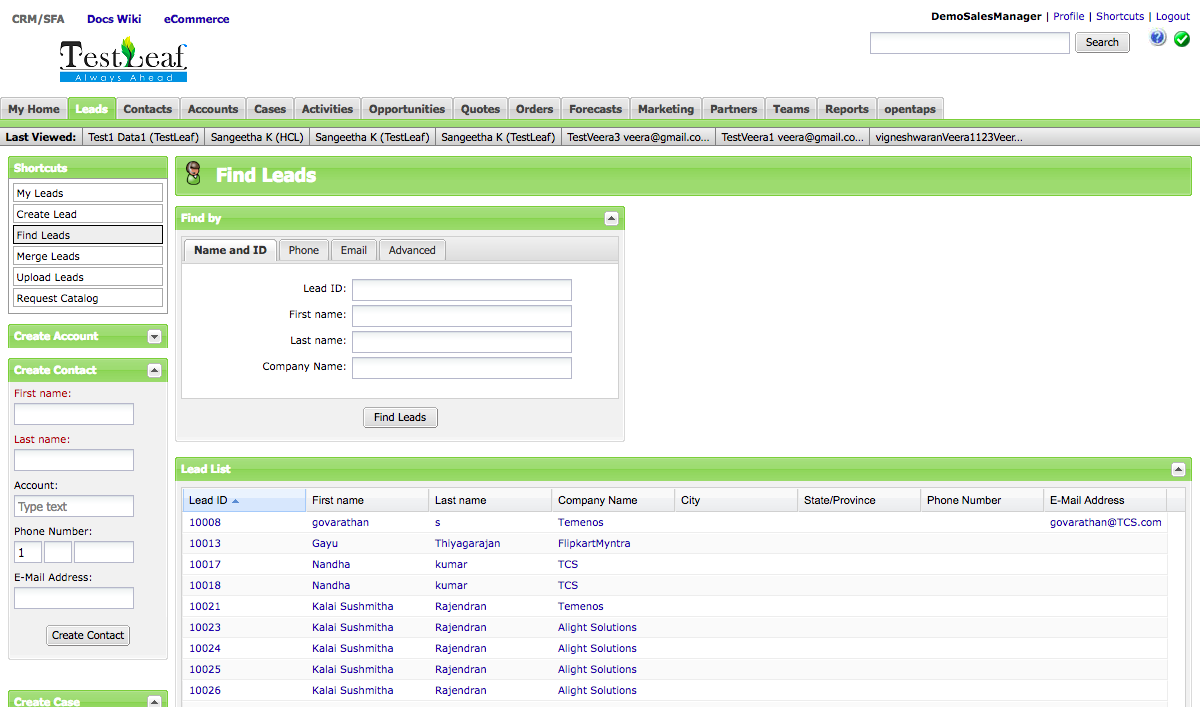 CRM/SFA Docs Wiki eCommerce
DemoSalesManager | Profile | Shortcuts | Logout
Search
TestLeaf
Always Ahead
My Home Leads Contacts Accounts Cases Activities Opportunities Quotes Orders Forecasts Marketing Partners Teams Reports opentaps
Last Viewed: Test1 Data1 (TestLeaf) Sangeetha K (HCL) Sangeetha K (TestLeaf) Sangeetha K (TestLeaf) TestVeera3 veera@gmail.co... TestVeera1 veera@gmail.co... vigneshwaranVeera1123Veer...
Shortcuts
My Leads
Create Lead
Find Leads
Merge Leads
Upload Leads
Request Catalog
Create Account
Create Contact
First name:
Last name:
Account:
Type text
Phone Number:
1
E-Mail Address:
Create Contact
Create Case
Find Leads
Find by
Name and ID Phone Email Advanced
Lead ID:
First name:
Last name:
Company Name:
Find Leads
Lead List
Lead ID First name Last name Company Name City State/Province Phone Number E-Mail Address
10008 govarathan s Temenos govarathan@TCS.com
10013 Gayu Thiyagarajan FlipkartMyntra
10017 Nandha kumar TCS
10018 Nandha kumar TCS
10021 Kalai Sushmitha Rajendran Temenos
10023 Kalai Sushmitha Rajendran Alight Solutions
10024 Kalai Sushmitha Rajendran Alight Solutions
10025 Kalai Sushmitha Rajendran Alight Solutions
10026 Kalai Sushmitha Rajendran Alight Solutions